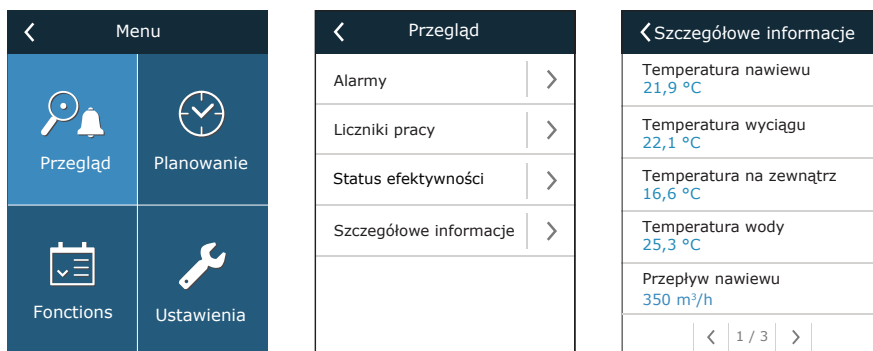 Menu
Przegląd
Planowanie
Fonctions
Ustawienia
Przegląd
Alarmy
Liczniki pracy
Status efektywności
Szczegółowe informacje
Szczegółowe informacje
Temperatura nawiewu
21,9 °C
Temperatura wyciągu
22,1 °C
Temperatura na zewnątrz
16,6 °C
Temperatura wody
25,3 °C
Przepływ nawiewu
350 m³/h
1 / 3